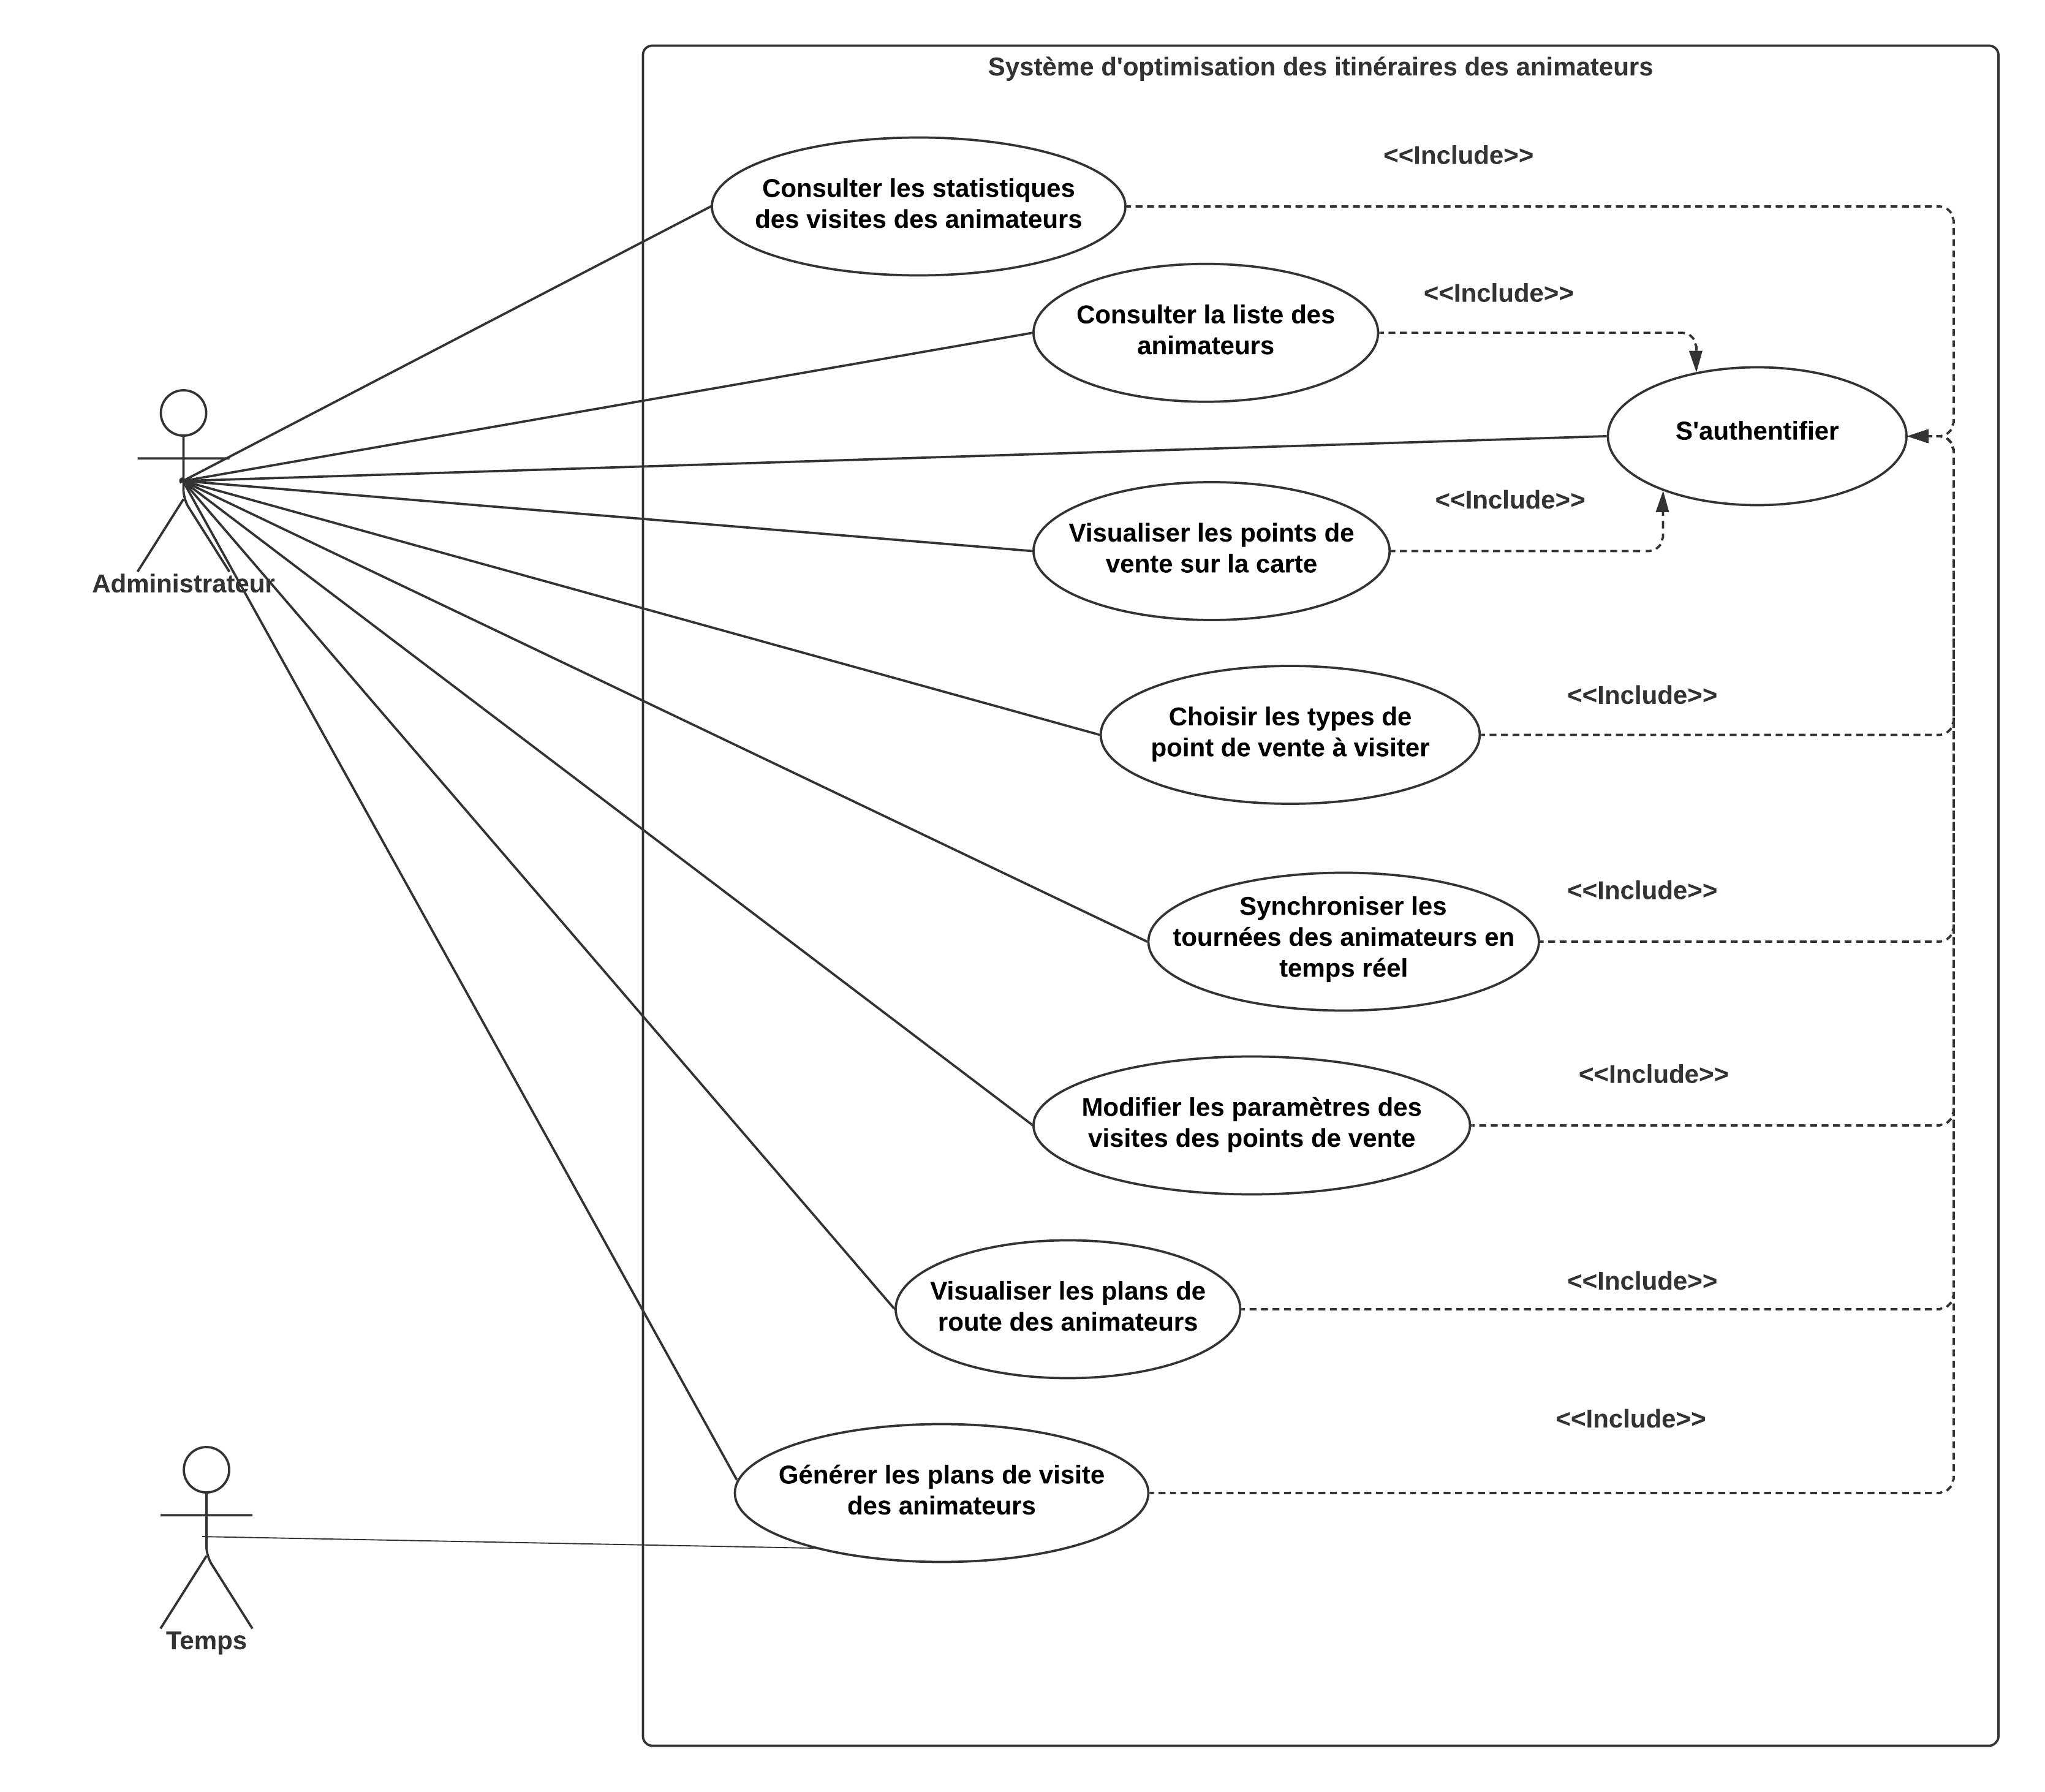 Système d'optimisation des itinéraires des animateurs
<<Include>>
Consulter les statistiques
des visites des animateurs
<<Include>>
Consulter la liste des
animateurs
S'authentifier
<<Include>>
Visualiser les points de
vente sur la carte
Administrateur
<<Include>>
Choisir les types de
point de vente à visiter
<<Include>>
Synchroniser les
tournées des animateurs en
temps réel
<<Include>>
Modifier les paramètres des
visites des points de vente
<<Include>>
Visualiser les plans de
route des animateurs
<<Include>>
Générer les plans de visite
des animateurs
Temps